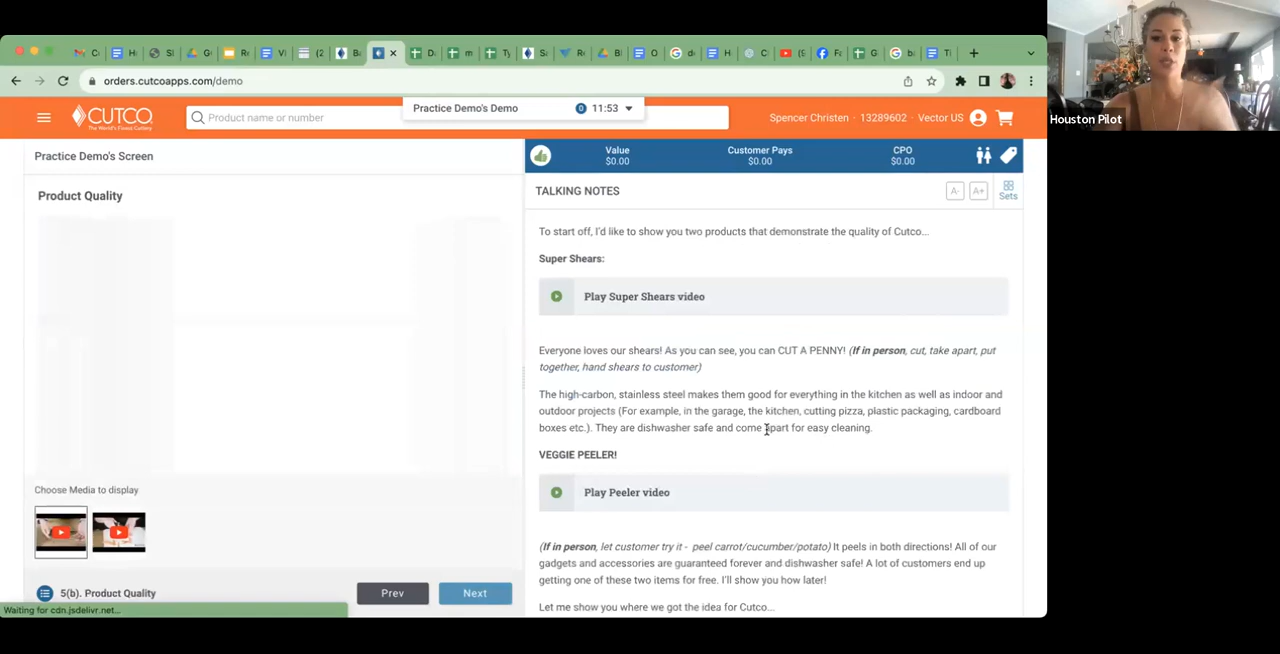 C
H
S
G
R
V
(2
B
D
m
T
S
R
B
O
d
H
C
(9
Fa
G
b
Ti
orders.cutcoapps.com/demo
Practice Demo's Demo 0 11:53
CUTCO
The World's Finest Cutlery
Product name or number
Spencer Christen · 13289602 · Vector US
Houston Pilot
Practice Demo's Screen
Value
$0.00
Customer Pays
$0.00
CPO
$0.00
Product Quality
TALKING NOTES
A-
A+
Sets
To start off, I'd like to show you two products that demonstrate the quality of Cutco...
Super Shears:
Play Super Shears video
Everyone loves our shears! As you can see, you can CUT A PENNY! (If in person, cut, take apart, put
together, hand shears to customer)
The high-carbon, stainless steel makes them good for everything in the kitchen as well as indoor and
outdoor projects (For example, in the garage, the kitchen, cutting pizza, plastic packaging, cardboard
boxes etc.). They are dishwasher safe and come apart for easy cleaning.
VEGGIE PEELER!
Play Peeler video
(If in person, let customer try it - peel carrot/cucumber/potato) It peels in both directions! All of our
gadgets and accessories are guaranteed forever and dishwasher safe! A lot of customers end up
getting one of these two items for free. I'll show you how later!
Let me show you where we got the idea for Cutco...
Choose Media to display
5(b). Product Quality
Prev
Next
Waiting for cdn.jsdelivr.net...